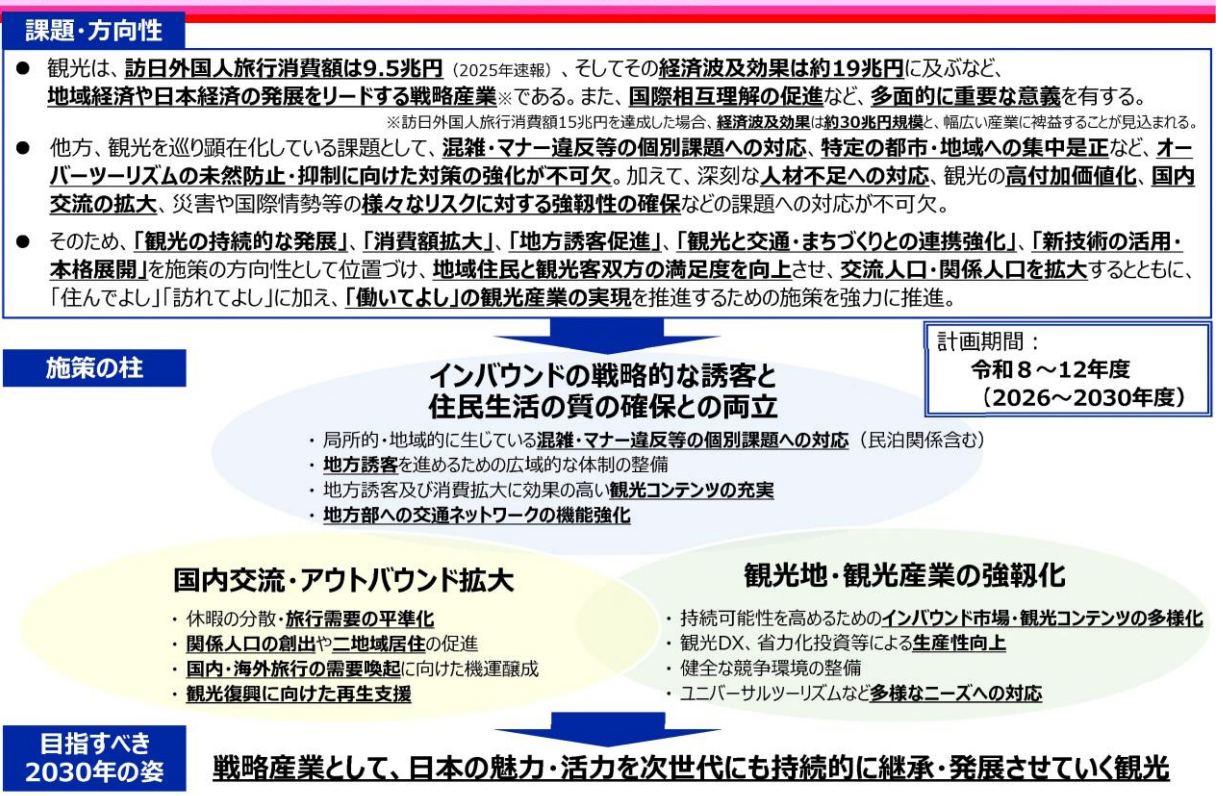 課題・方向性
● 観光は、訪日外国人旅行消費額は9.5兆円（2025年速報）、そしてその経済波及効果は約19兆円に及ぶなど、
地域経済や日本経済の発展をリードする戦略産業※である。また、国際相互理解の促進など、多面的に重要な意義を有する。
※訪日外国人旅行消費額15兆円を達成した場合、経済波及効果は約30兆円規模と、幅広い産業に裨益することが見込まれる。
● 他方、観光を巡り顕在化している課題として、混雑・マナー違反等の個別課題への対応、特定の都市・地域への集中是正など、オー
バーツーリズムの未然防止・抑制に向けた対策の強化が不可欠。加えて、深刻な人材不足への対応、観光の高付加価値化、国内
交流の拡大、災害や国際情勢等の様々なリスクに対する強靱性の確保などの課題への対応が不可欠。
● そのため、「観光の持続的な発展」、「消費額拡大」、「地方誘客促進」、「観光と交通・まちづくりとの連携強化」、「新技術の活用・
本格展開」を施策の方向性として位置づけ、地域住民と観光客双方の満足度を向上させ、交流人口・関係人口を拡大するとともに、
「住んでよし」「訪れてよし」に加え、「働いてよし」の観光産業の実現を推進するための施策を強力に推進。
計画期間：
令和８～12年度
（2026～2030年度）
施策の柱
インバウンドの戦略的な誘客と
住民生活の質の確保との両立
・局所的・地域的に生じている混雑・マナー違反等の個別課題への対応（民泊関係含む）
・地方誘客を進めるための広域的な体制の整備
・地方誘客及び消費拡大に効果の高い観光コンテンツの充実
・地方部への交通ネットワークの機能強化
国内交流・アウトバウンド拡大
・休暇の分散・旅行需要の平準化
・関係人口の創出や二地域居住の促進
・国内・海外旅行の需要喚起に向けた機運醸成
・観光復興に向けた再生支援
観光地・観光産業の強靱化
・持続可能性を高めるためのインバウンド市場・観光コンテンツの多様化
・観光DX、省力化投資等による生産性向上
・健全な競争環境の整備
・ユニバーサルツーリズムなど多様なニーズへの対応
目指すべき
2030年の姿
戦略産業として、日本の魅力・活力を次世代にも持続的に継承・発展させていく観光